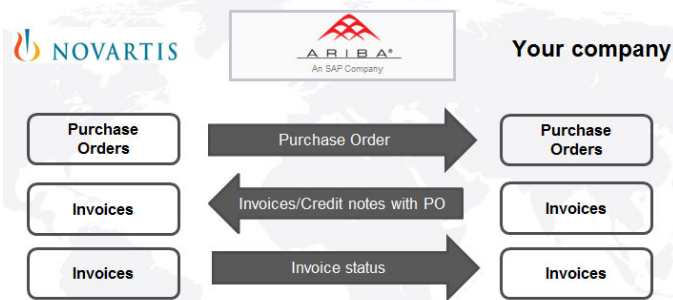 NOVARTIS
ARIBA®
An SAP Company
Your company
Purchase
Orders
Purchase Order
Purchase
Orders
Invoices
Invoices/Credit notes with PO
Invoices
Invoices
Invoice status
Invoices